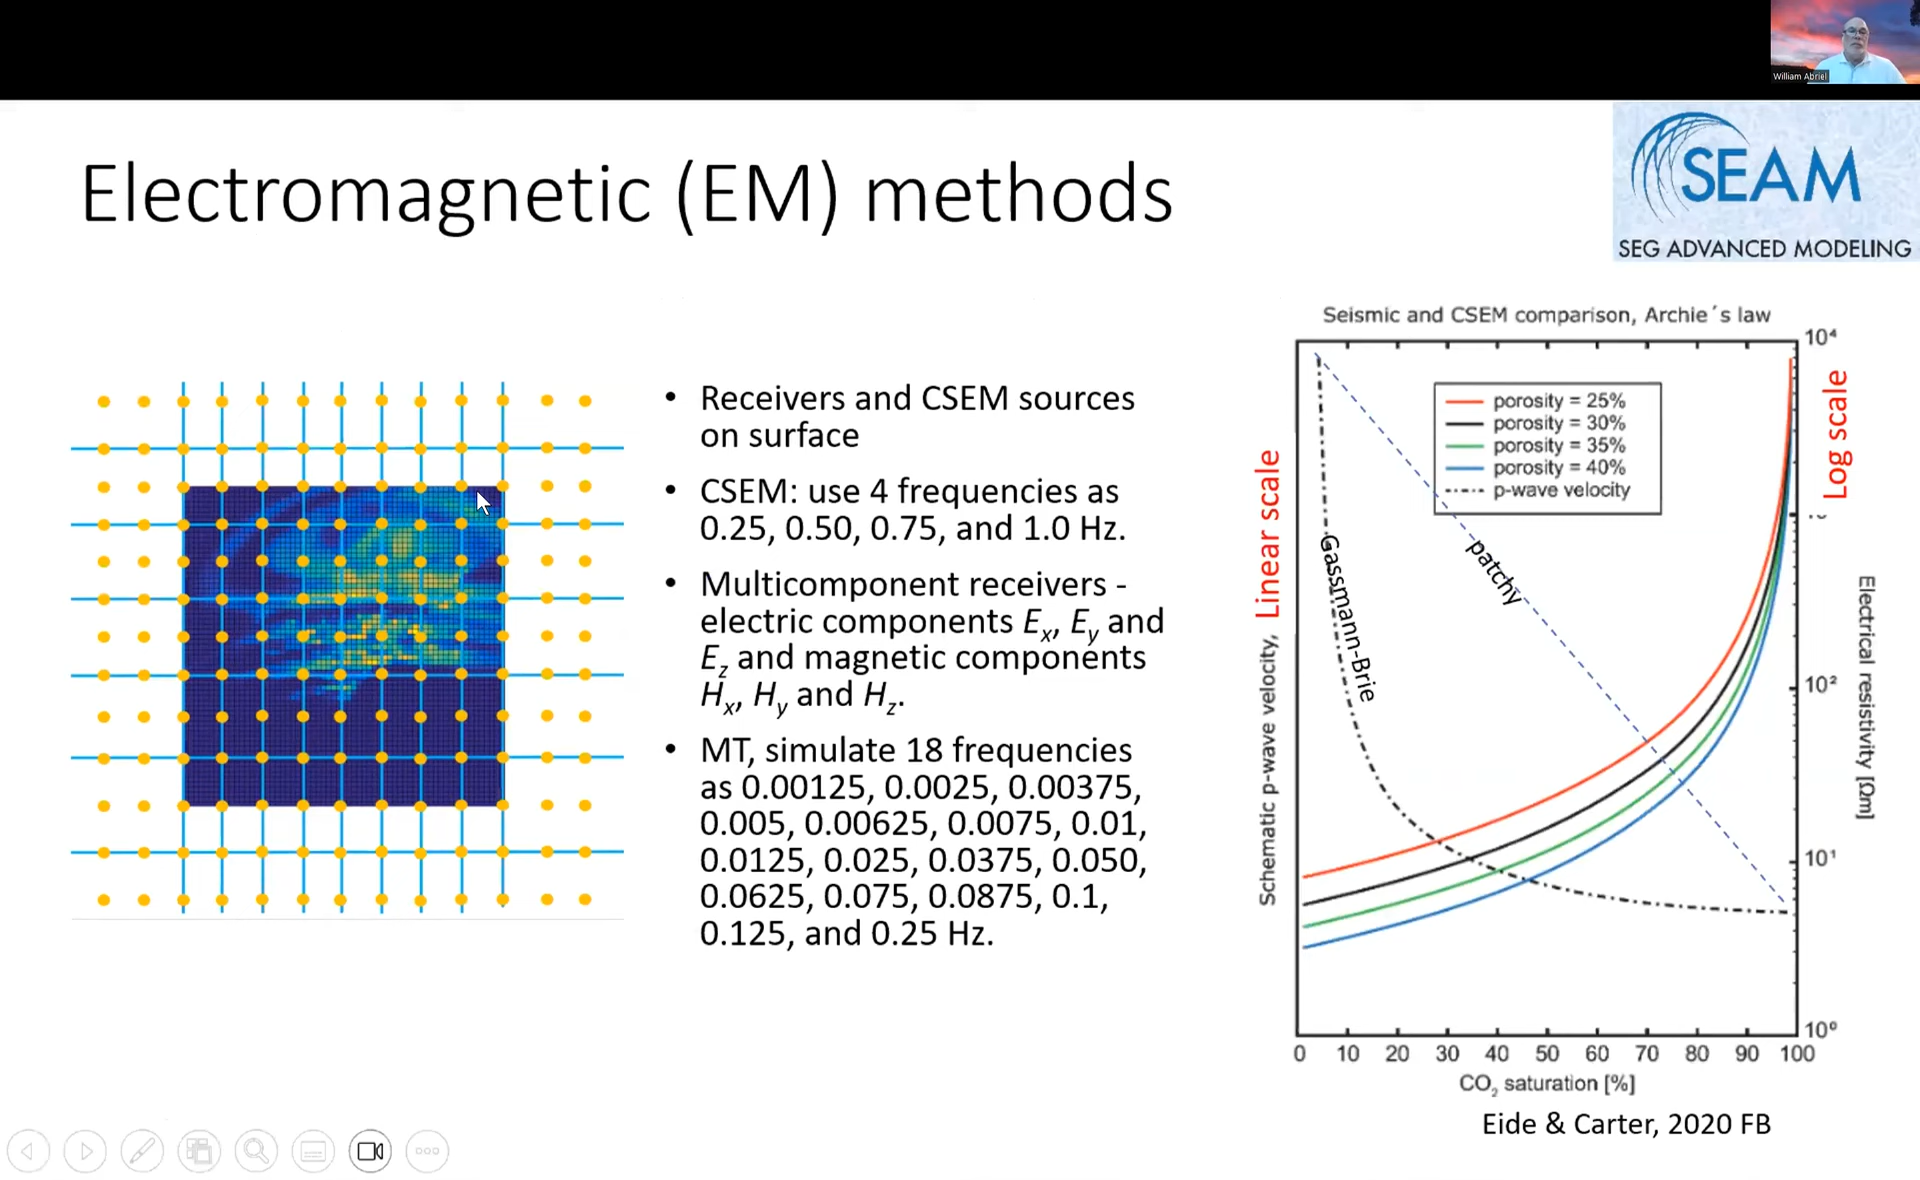 William Abriel
Electromagnetic (EM) methods
SEAM
SEG ADVANCED MODELING
• Receivers and CSEM sources
on surface
• CSEM: use 4 frequencies as
0.25, 0.50, 0.75, and 1.0 Hz.
• Multicomponent receivers -
electric components Ex, Ey and
Ez and magnetic components
Hx, Hy and Hz.
• MT, simulate 18 frequencies
as 0.00125, 0.0025, 0.00375,
0.005, 0.00625, 0.0075, 0.01,
0.0125, 0.025, 0.0375, 0.050,
0.0625, 0.075, 0.0875, 0.1,
0.125, and 0.25 Hz.
Seismic and CSEM comparison, Archie´s law
porosity = 25%
porosity = 30%
porosity = 35%
porosity = 40%
p-wave velocity
Gassmann-Brie
patchy
Schematic p-wave velocity, Linear scale
Log scale
Electrical resistivity [Ωm]
10⁴
10²
10¹
10⁰
0 10 20 30 40 50 60 70 80 90 100
CO₂ saturation [%]
Eide & Carter, 2020 FB